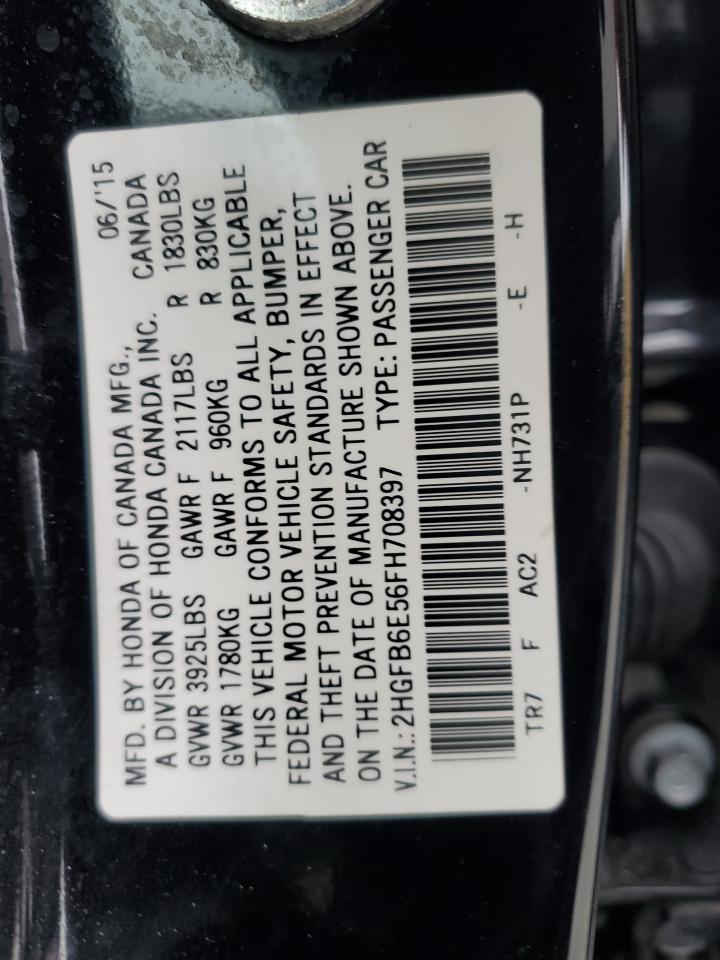 MFD. BY HONDA OF CANADA MFG., 06/'15
A DIVISION OF HONDA CANADA INC. CANADA
GVWR 3925LBS GAWR F 2117LBS R 1830LBS
GVWR 1780KG GAWR F 960KG R 830KG
THIS VEHICLE CONFORMS TO ALL APPLICABLE
FEDERAL MOTOR VEHICLE SAFETY, BUMPER,
AND THEFT PREVENTION STANDARDS IN EFFECT
ON THE DATE OF MANUFACTURE SHOWN ABOVE.
V.I.N.: 2HGFB6E56FH708397 TYPE: PASSENGER CAR
TR7 F AC2 -NH731P -E -H